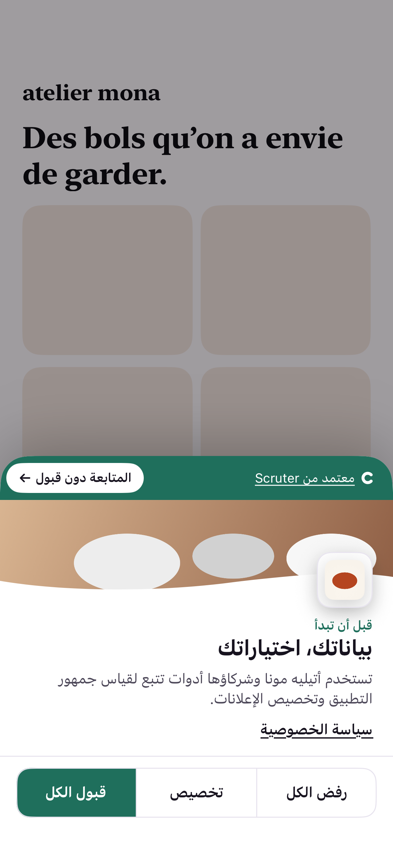 atelier mona
Des bols qu’on a envie
de garder.
معتمد من Scruter
المتابعة دون قبول ←
قبل أن تبدأ
بياناتك، اختياراتك
تستخدم أتيليه مونا وشركاؤها أدوات تتبع لقياس جمهور
التطبيق وتخصيص الإعلانات.
سياسة الخصوصية
رفض الكل
تخصيص
قبول الكل